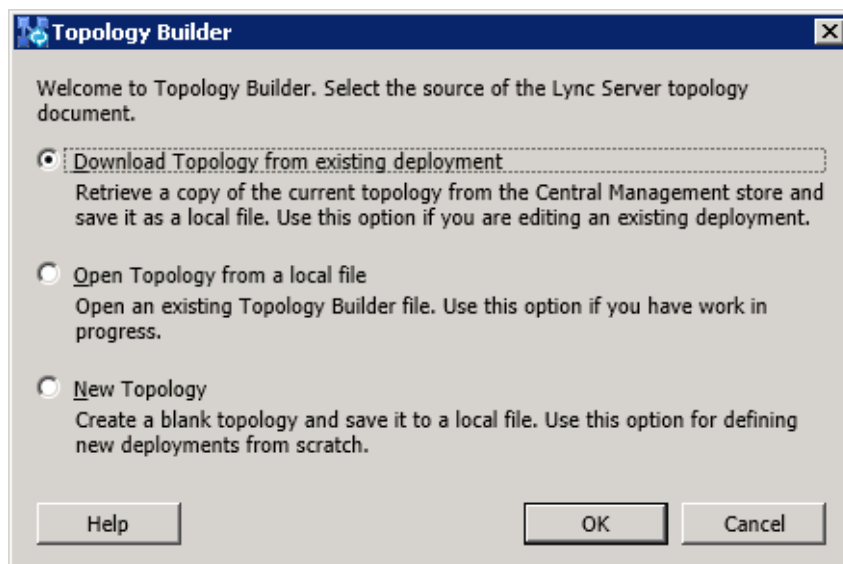 Topology Builder
Welcome to Topology Builder. Select the source of the Lync Server topology
document.
Download Topology from existing deployment
Retrieve a copy of the current topology from the Central Management store and
save it as a local file. Use this option if you are editing an existing deployment.
Open Topology from a local file
Open an existing Topology Builder file. Use this option if you have work in
progress.
New Topology
Create a blank topology and save it to a local file. Use this option for defining
new deployments from scratch.
Help OK Cancel